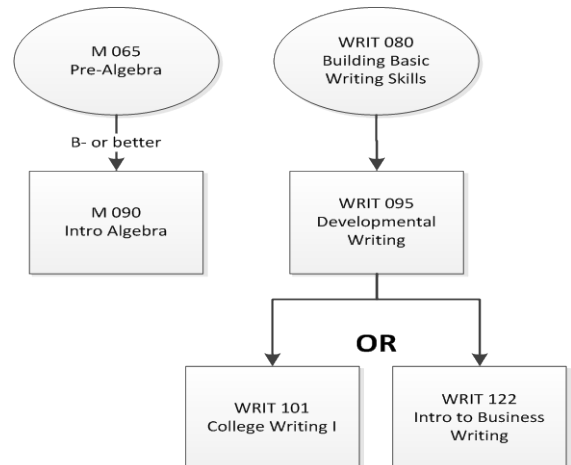 M 065
Pre-Algebra
B- or better
M 090
Intro Algebra
WRIT 080
Building Basic
Writing Skills
WRIT 095
Developmental
Writing
OR
WRIT 101
College Writing I
WRIT 122
Intro to Business
Writing